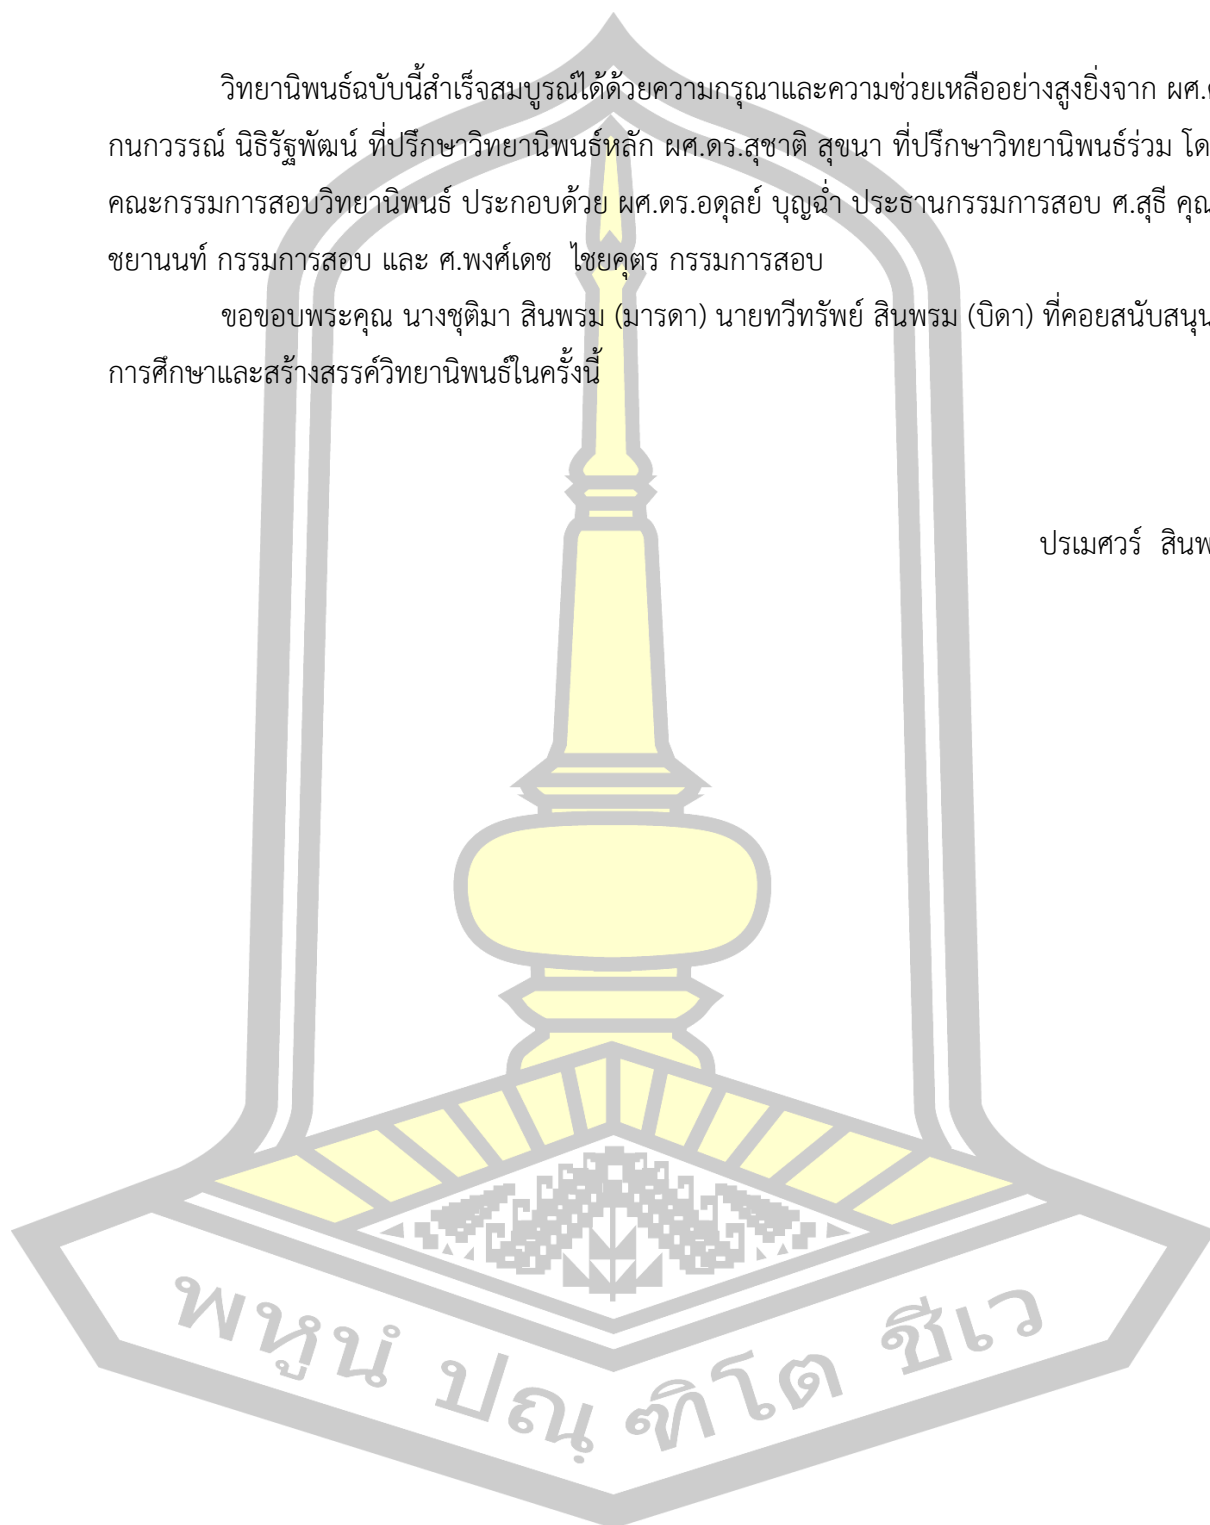 วิทยานิพนธ์ฉบับนี้สำเร็จสมบูรณ์ได้ด้วยความกรุณาและความช่วยเหลืออย่างสูงยิ่งจาก ผศ.
กนกวรรณ์ นิธิรัฐพัฒน์ ที่ปรึกษาวิทยานิพนธ์หลัก ผศ.ดร.สุชาติ สุขนา ที่ปรึกษาวิทยานิพนธ์ร่วม โด
คณะกรรมการสอบวิทยานิพนธ์ ประกอบด้วย ผศ.ดร.อดุลย์ บุญฉ่ำ ประธานกรรมการสอบ ศ.สุธี คุณ
ชยานนท์ กรรมการสอบ และ ศ.พงศ์เดช ไชยคุตร กรรมการสอบ
ขอขอบพระคุณ นางชุติมา สินพรม (มารดา) นายทวีทรัพย์ สินพรม (บิดา) ที่คอยสนับสนุน
การศึกษาและสร้างสรรค์วิทยานิพนธ์ในครั้งนี้
ปรเมศวร์ สินพ
พหูนํ ปณฺฑิโต ชีเว